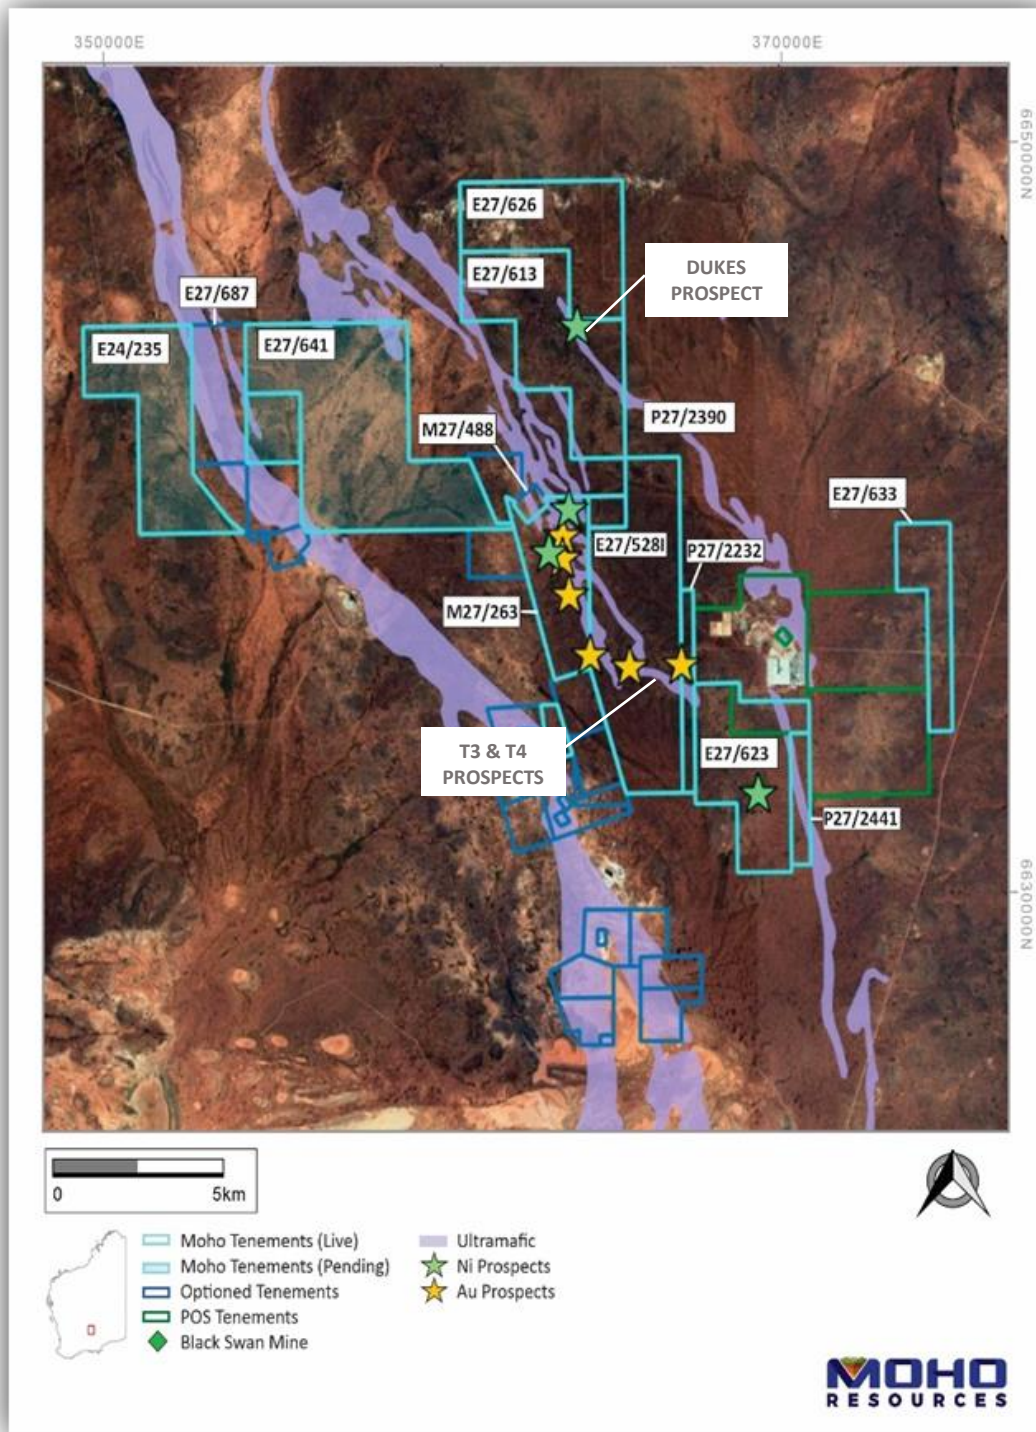 350000E
370000E
6650000N
E27/626
E27/613
DUKES
PROSPECT
E27/687
E24/235
E27/641
P27/2390
M27/488
E27/633
E27/528I
P27/2232
M27/263
T3 & T4
PROSPECTS
E27/623
P27/2441
6630000N
0
5km
Moho Tenements (Live)
Moho Tenements (Pending)
Optioned Tenements
POS Tenements
Black Swan Mine
Ultramafic
Ni Prospects
Au Prospects
MOHO
RESOURCES